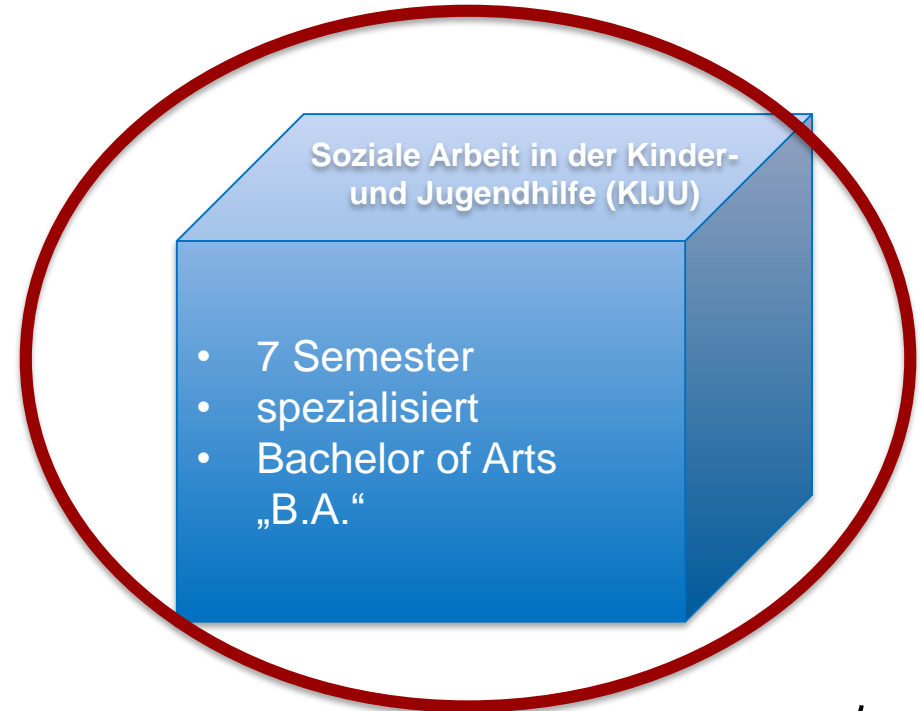 Soziale Arbeit in der Kinder-
und Jugendhilfe (KIJU)
• 7 Semester
• spezialisiert
• Bachelor of Arts
„B.A.“